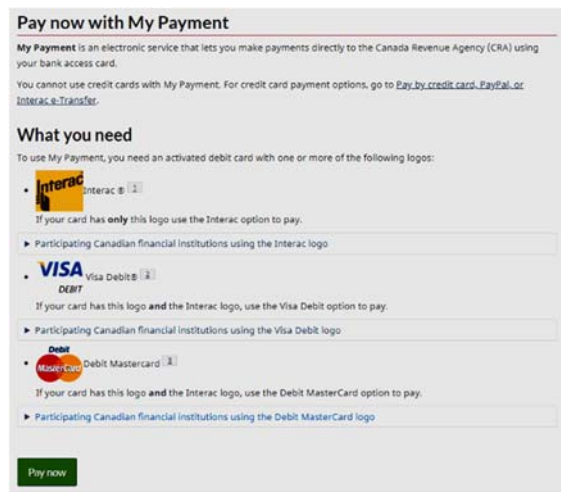 Pay now with My Payment
My Payment is an electronic service that lets you make payments directly to the Canada Revenue Agency (CRA) using
your bank access card.
You cannot use credit cards with My Payment. For credit card payment options, go to Pay by credit card, PayPal, or
Interac e-Transfer.
What you need
To use My Payment, you need an activated debit card with one or more of the following logos:
• Interac Interac ® 1
If your card has only this logo use the Interac option to pay.
▶ Participating Canadian financial institutions using the Interac logo
• VISA DEBIT Visa Debit® 2
If your card has this logo and the Interac logo, use the Visa Debit option to pay.
▶ Participating Canadian financial institutions using the Visa Debit logo
• Debit MasterCard Debit Mastercard 3
If your card has this logo and the Interac logo, use the Debit MasterCard option to pay.
▶ Participating Canadian financial institutions using the Debit MasterCard logo
Pay now